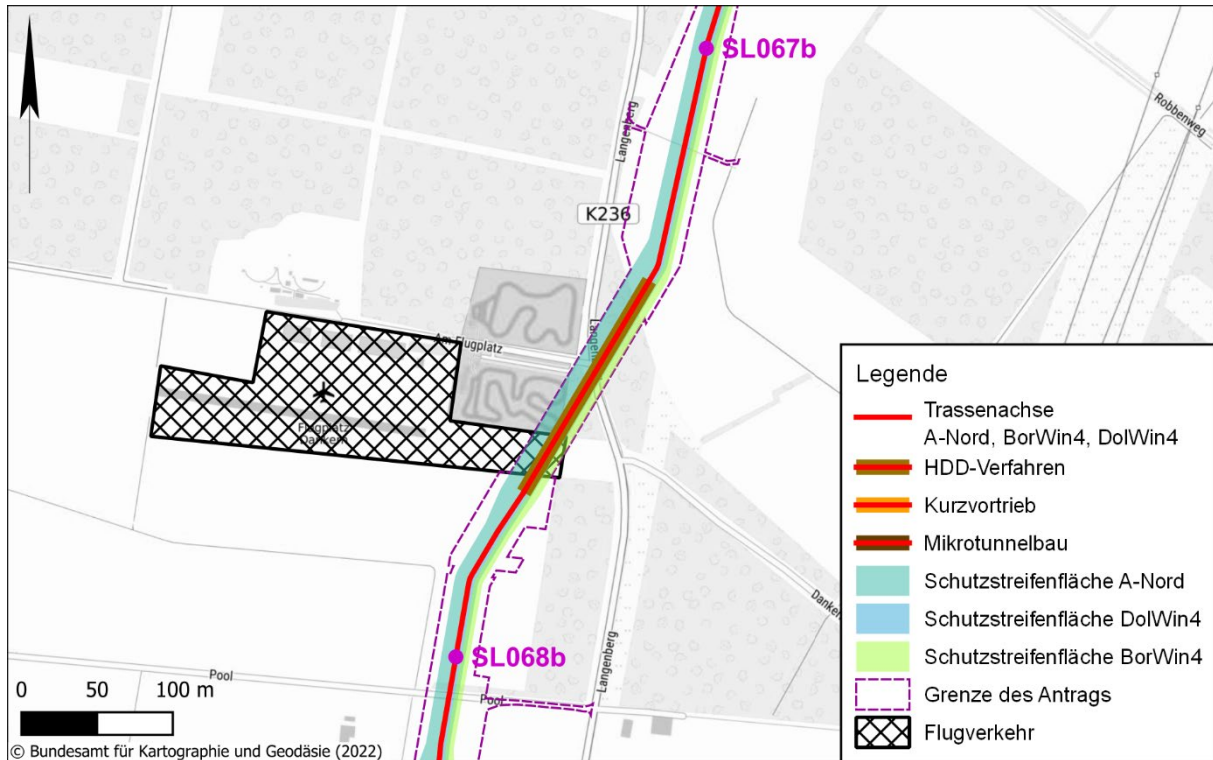 SL067b
Langenberg
Robbenweg
K236
Am Flugplatz
Flugplatz
Dankern
SL068b
Langenberg
Pool
Pool
0 50 100 m
© Bundesamt für Kartographie und Geodäsie (2022)
Legende
Trassenachse
A-Nord, BorWin4, DolWin4
HDD-Verfahren
Kurzvortrieb
Mikrotunnelbau
Schutzstreifenfläche A-Nord
Schutzstreifenfläche DolWin4
Schutzstreifenfläche BorWin4
Grenze des Antrags
Flugverkehr